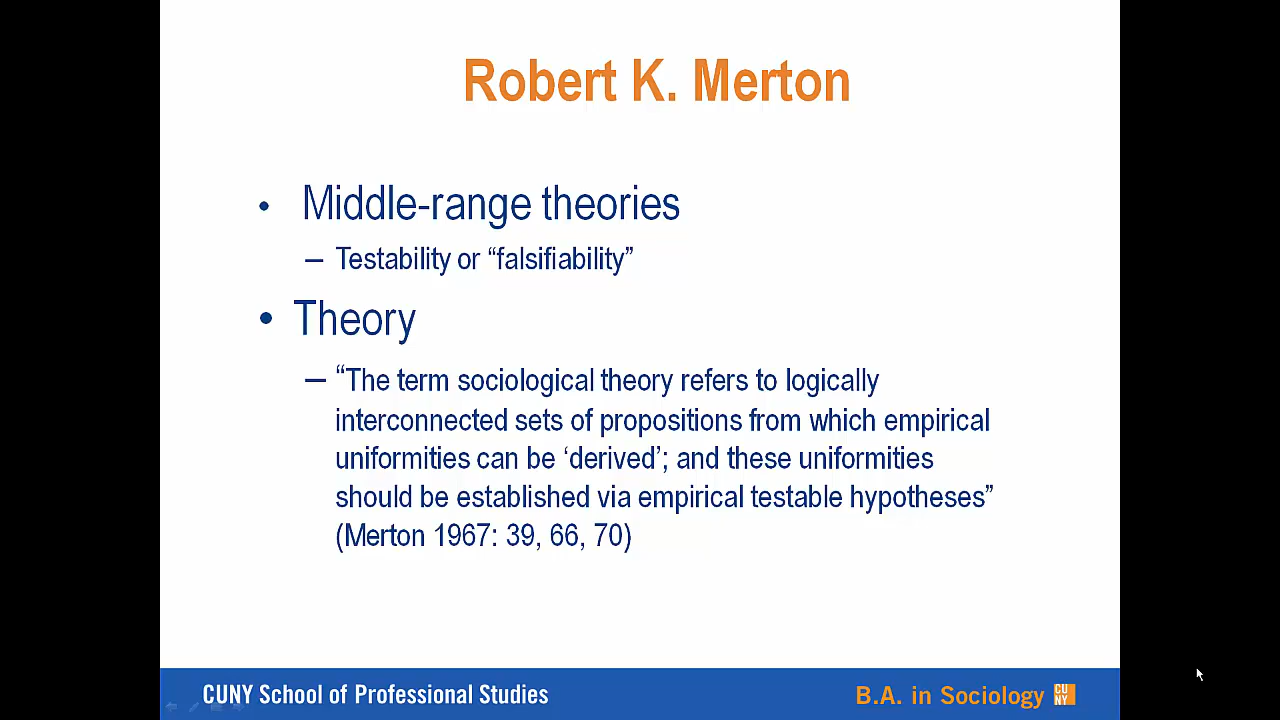 Robert K. Merton
• Middle-range theories
– Testability or “falsifiability”
• Theory
– “The term sociological theory refers to logically
interconnected sets of propositions from which empirical
uniformities can be ‘derived’; and these uniformities
should be established via empirical testable hypotheses”
(Merton 1967: 39, 66, 70)
CUNY School of Professional Studies
B.A. in Sociology
CU
NY